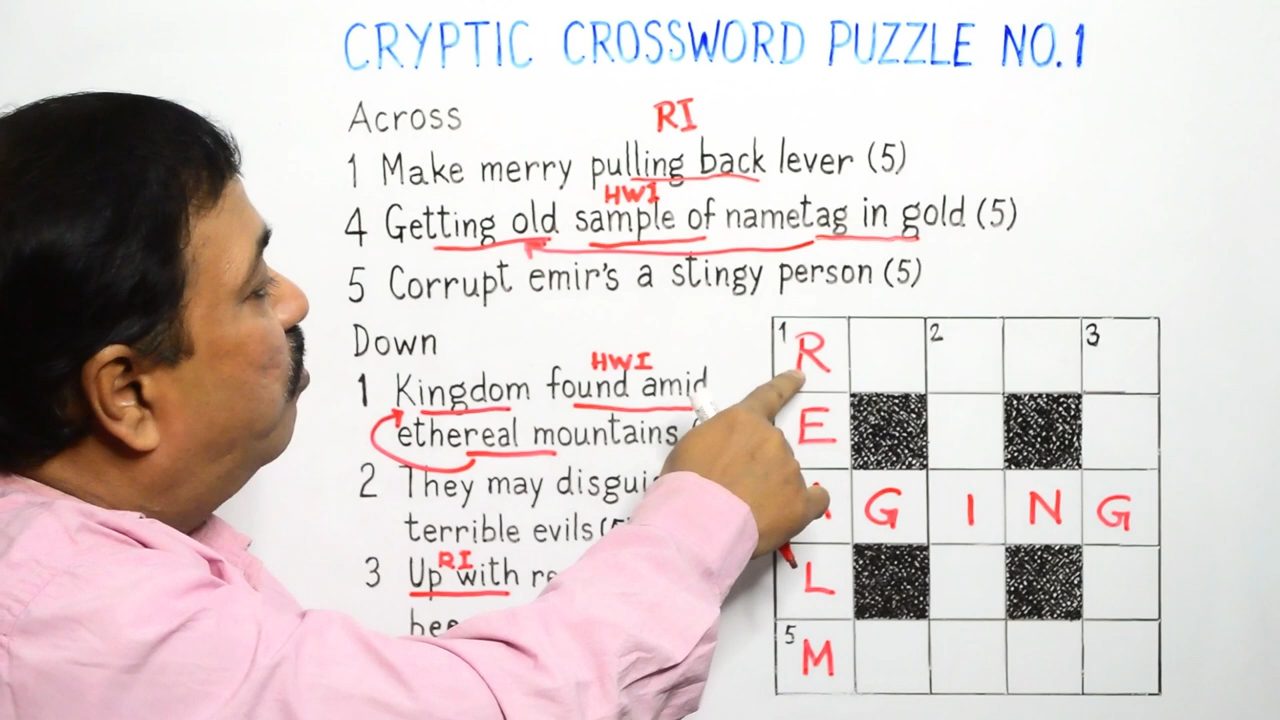 CRYPTIC CROSSWORD PUZZLE NO.1
Across
RI
1 Make merry pulling back lever (5)
HWI
4 Getting old sample of nametag in gold (5)
5 Corrupt emir's a stingy person (5)
Down
HWI
1 Kingdom found amid
ethereal mountains
2 They may
terrible evils (5)
RI
3 Up with
1 R 2 3
E
G I N G
L
5 M